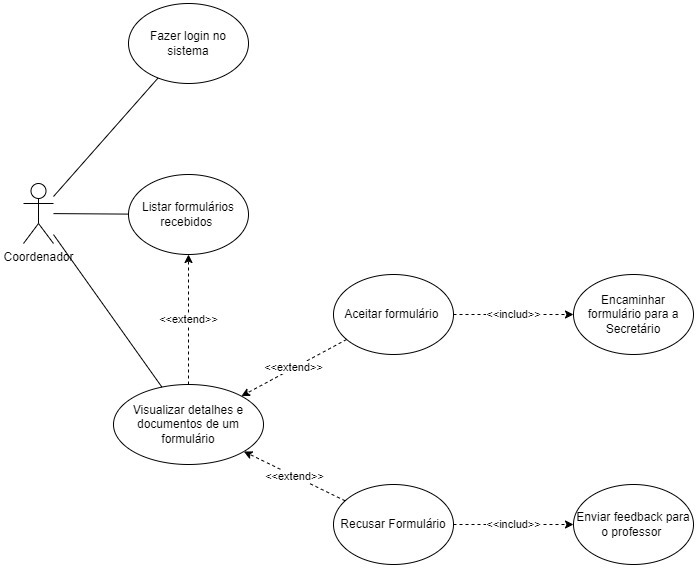 Fazer login no
sistema
Coordenador
Listar formulários
recebidos
<<extend>>
Aceitar formulário
<<includ>>
Encaminhar
formulário para a
Secretário
<<extend>>
Visualizar detalhes e
documentos de um
formulário
<<extend>>
Recusar Formulário
<<includ>>
Enviar feedback para
o professor